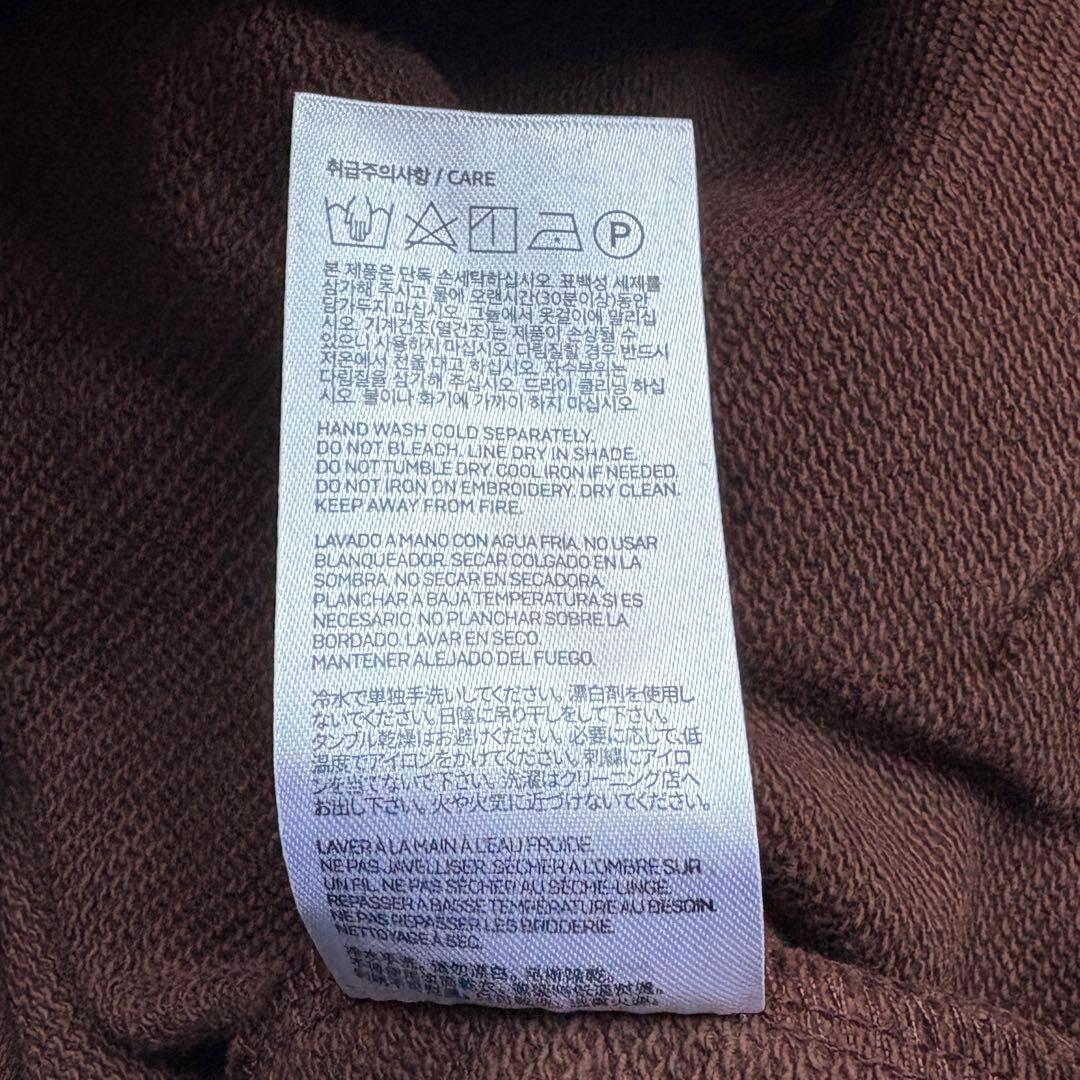 취급주의사항 / CARE
P
본 제품은 단독 손세탁하십시오. 표백성 세제를
삼가해 주시고 물에 오랜시간(30분이상)동안
담가두지 마십시오. 그늘에서 옷걸이에 말리십
시오. 기계건조(열건조)는 제품이 손상될 수
있으니 사용하지 마십시오. 다림질할 경우 반드시
저온에서 천을 대고 하십시오. 자수부위는
다림질을 삼가해 주십시오. 드라이 클리닝 하십
시오. 불이나 화기에 가까이 하지 마십시오.
HAND WASH COLD SEPARATELY.
DO NOT BLEACH. LINE DRY IN SHADE.
DO NOT TUMBLE DRY. COOL IRON IF NEEDED.
DO NOT IRON ON EMBROIDERY. DRY CLEAN.
KEEP AWAY FROM FIRE.
LAVADO A MANO CON AGUA FRIA. NO USAR
BLANQUEADOR. SECAR COLGADO EN LA
SOMBRA. NO SECAR EN SECADORA.
PLANCHAR A BAJA TEMPERATURA SI ES
NECESARIO. NO PLANCHAR SOBRE LA
BORDADO. LAVAR EN SECO.
MANTENER ALEJADO DEL FUEGO.
冷水で単独手洗いしてください。漂白剤を使用し
ないでください。日陰に吊り干しをして下さい。
タンブル乾燥はお避けください。必要に応じて、低
温度でアイロンをかけてください。刺繍にアイロ
ンを当てないで下さい。洗濯はクリーニング店へ
お出し下さい。火や火気に近づけないでください。
LAVER À LA MAIN À L'EAU FROIDE.
NE PAS JAVELLISER. SÉCHER À L'OMBRE SUR
UN FIL. NE PAS SÉCHER AU SÈCHE-LINGE.
REPASSER À BASSE TEMPÉRATURE AU BESOIN.
NE PAS REPASSER LES BRODERIE.
NETTOYAGE À SEC.